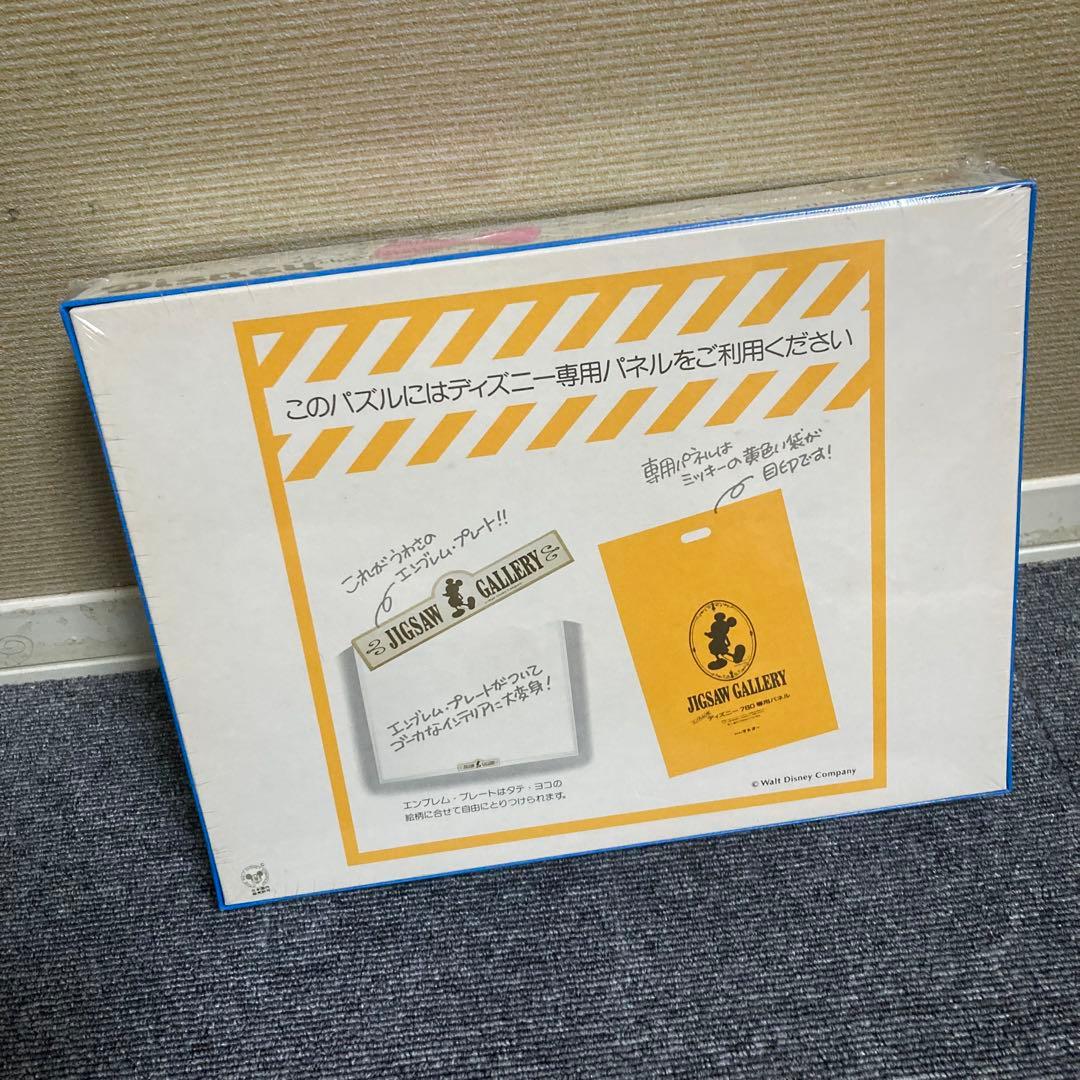 Disney
このパズルにはディズニー専用パネルをご利用ください
専用パネルは
ミッキーの黄色い袋が
目印です!
これがうわさの
エンブレム・プレート!!
JIGSAW GALLERY
エンブレム・プレートがついて
ゴーカなインテリアに大変身!
JIGSAW GALLERY
エンブレム・プレートはタテ・ヨコの
絵柄に合せて自由にとりつけられます。
JIGSAW GALLERY
ディズニー780専用パネル
© Walt Disney Company